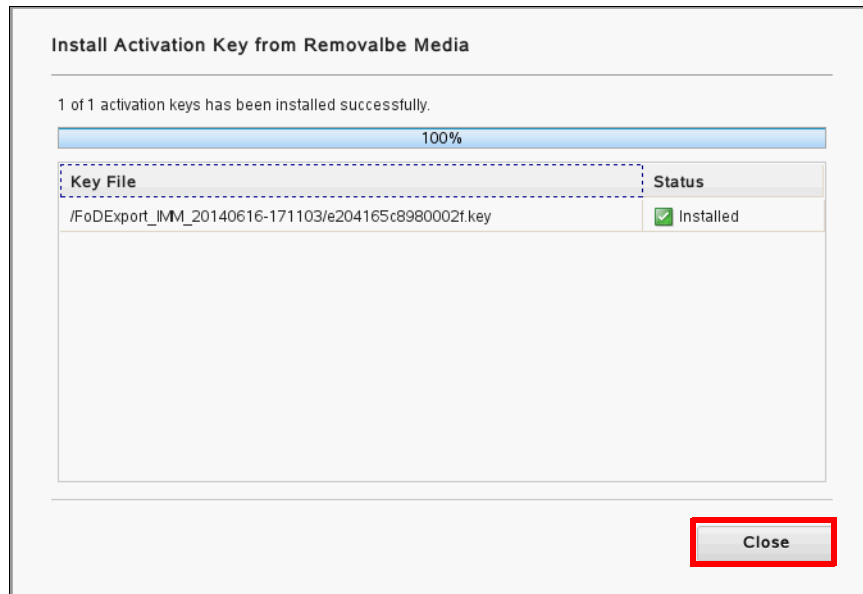 Install Activation Key from Removalbe Media
1 of 1 activation keys has been installed successfully.
100%
Key File Status
/FoDExport_IMM_20140616-171103/e204165c8980002f.key Installed
Close